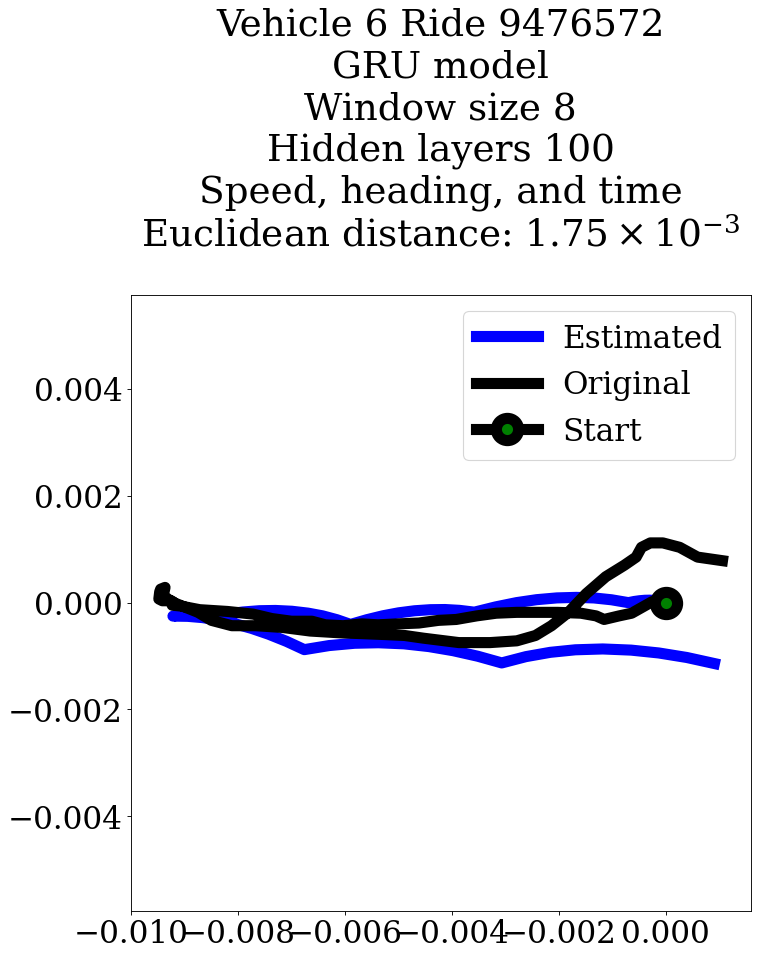 Vehicle 6 Ride 9476572
GRU model
Window size 8
Hidden layers 100
Speed, heading, and time
Euclidean distance: 1.75 × 10⁻³
Estimated
Original
Start
0.004
0.002
0.000
−0.002
−0.004
−0.010 −0.008 −0.006 −0.004 −0.002 0.000